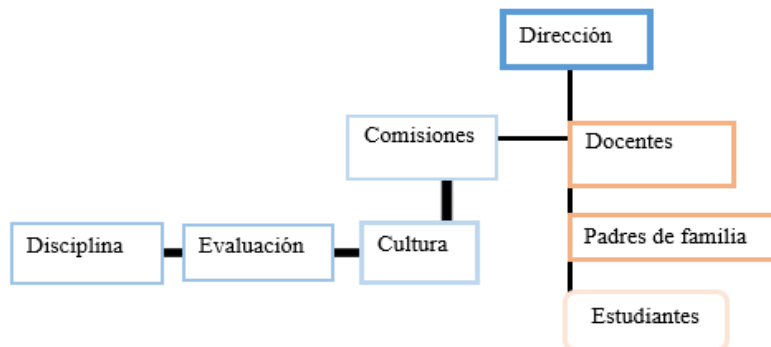 Dirección
Comisiones
Docentes
Disciplina
Evaluación
Cultura
Padres de familia
Estudiantes